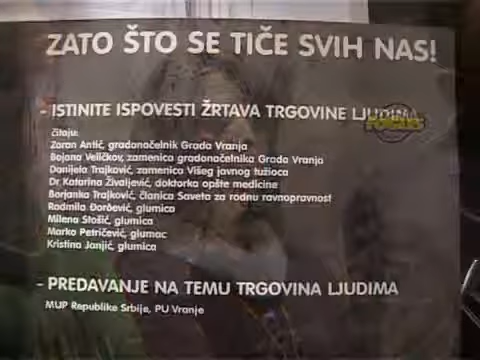 ZATO ŠTO SE TIČE SVIH NAS!
- ISTINITE ISPOVESTI ŽRTAVA TRGOVINE LJUDIMA
FOKUS
čitaju:
Zoran Antić, gradonačelnik Grada Vranja
Bojana Veličkov, zamenica gradonačelnika Grada Vranja
Danijela Trajković, zamenica Višeg javnog tužioca
Dr Katarina Živaljević, doktorka opšte medicine
Borjanka Trajković, članica Saveta za rodnu ravnopravnost
Radmila Đorđević, glumica
Milena Stošić, glumica
Marko Petričević, glumac
Kristina Janjić, glumica
- PREDAVANJE NA TEMU TRGOVINA LJUDIMA
MUP Republike Srbije, PU Vranje